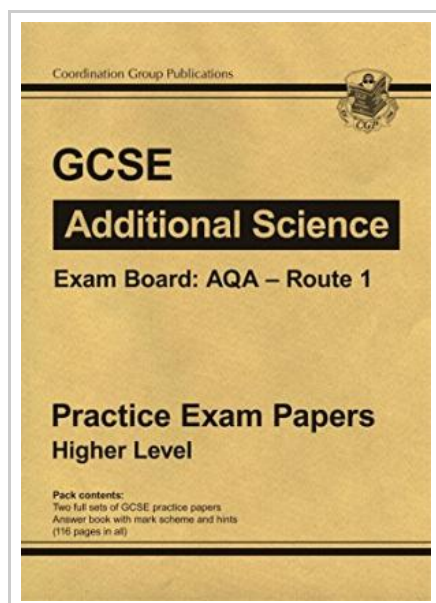 Coordination Group Publications
CGP
GCSE
Additional Science
Exam Board: AQA – Route 1
Practice Exam Papers
Higher Level
Pack contents:
Two full sets of GCSE practice papers
Answer book with mark scheme and hints
(116 pages in all)